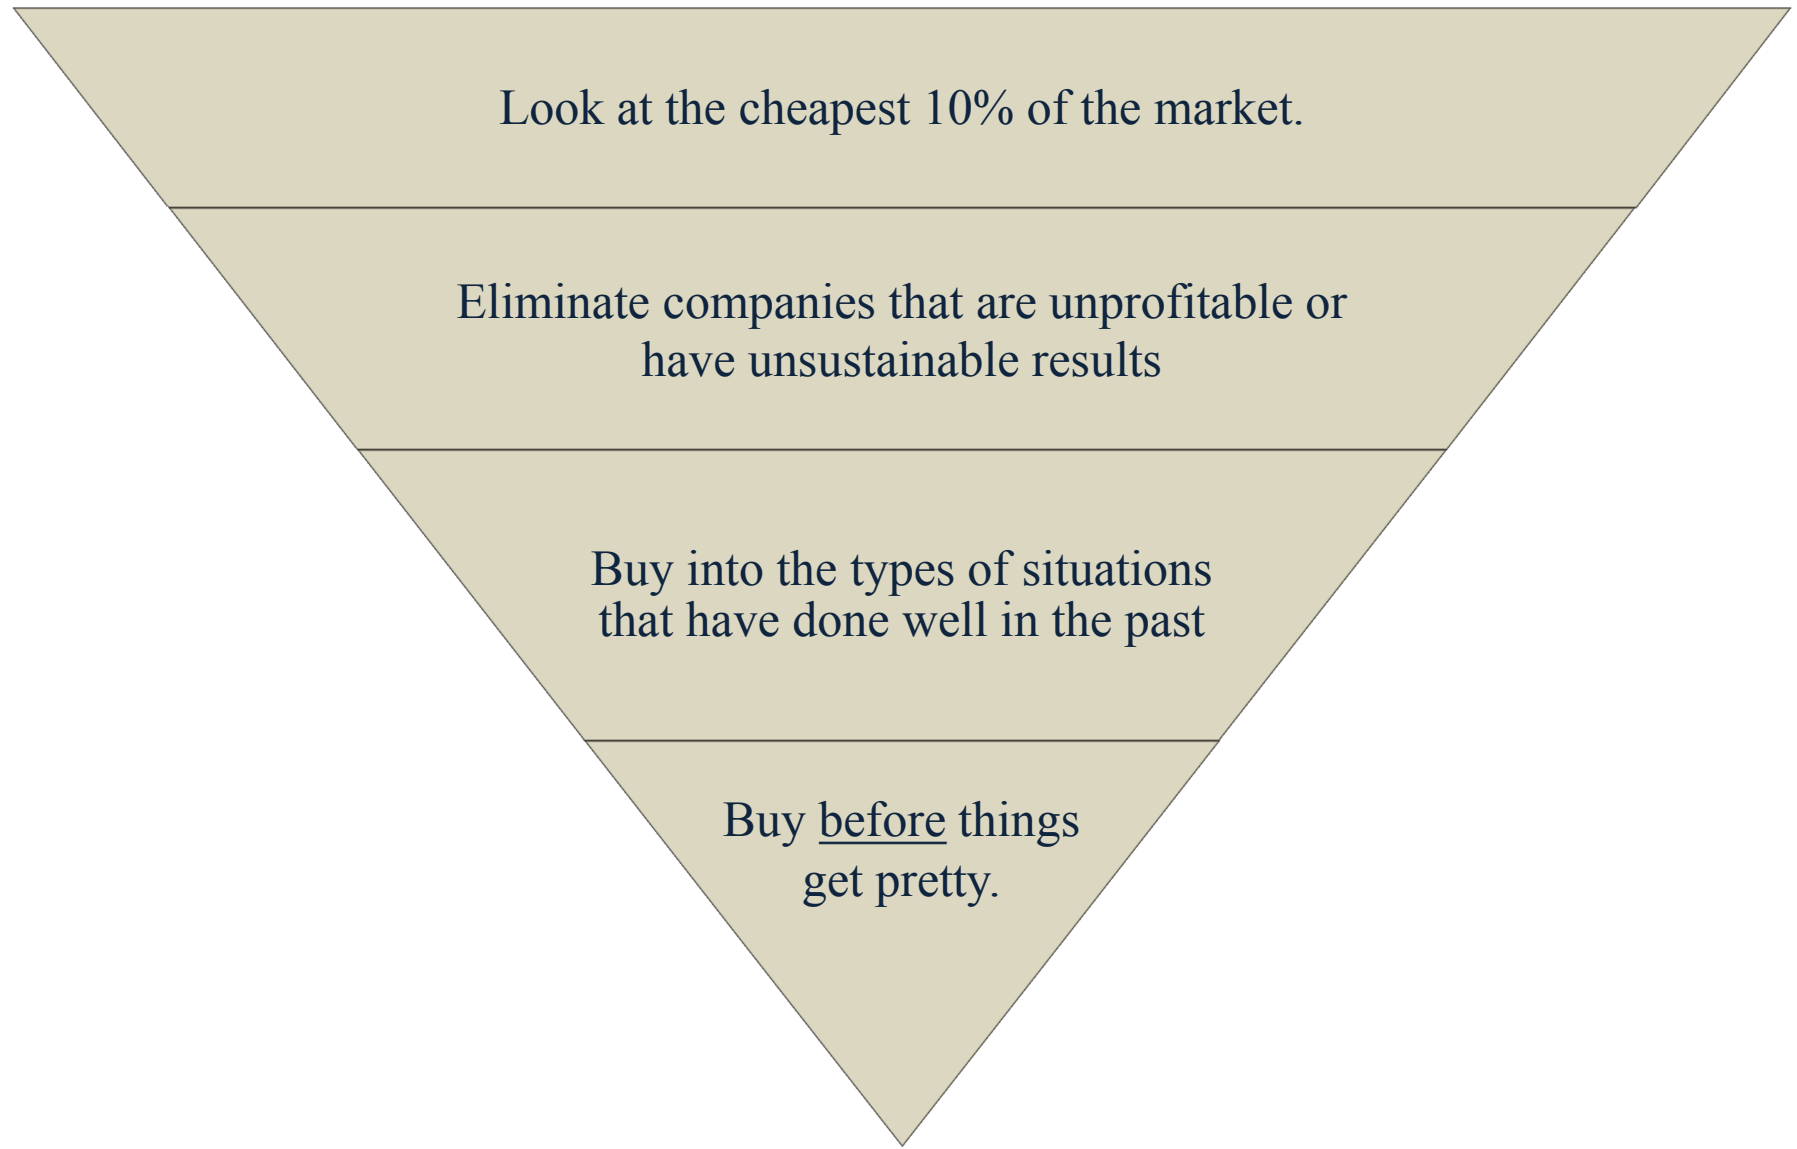 Look at the cheapest 10% of the market.
Eliminate companies that are unprofitable or
have unsustainable results
Buy into the types of situations
that have done well in the past
Buy before things
get pretty.